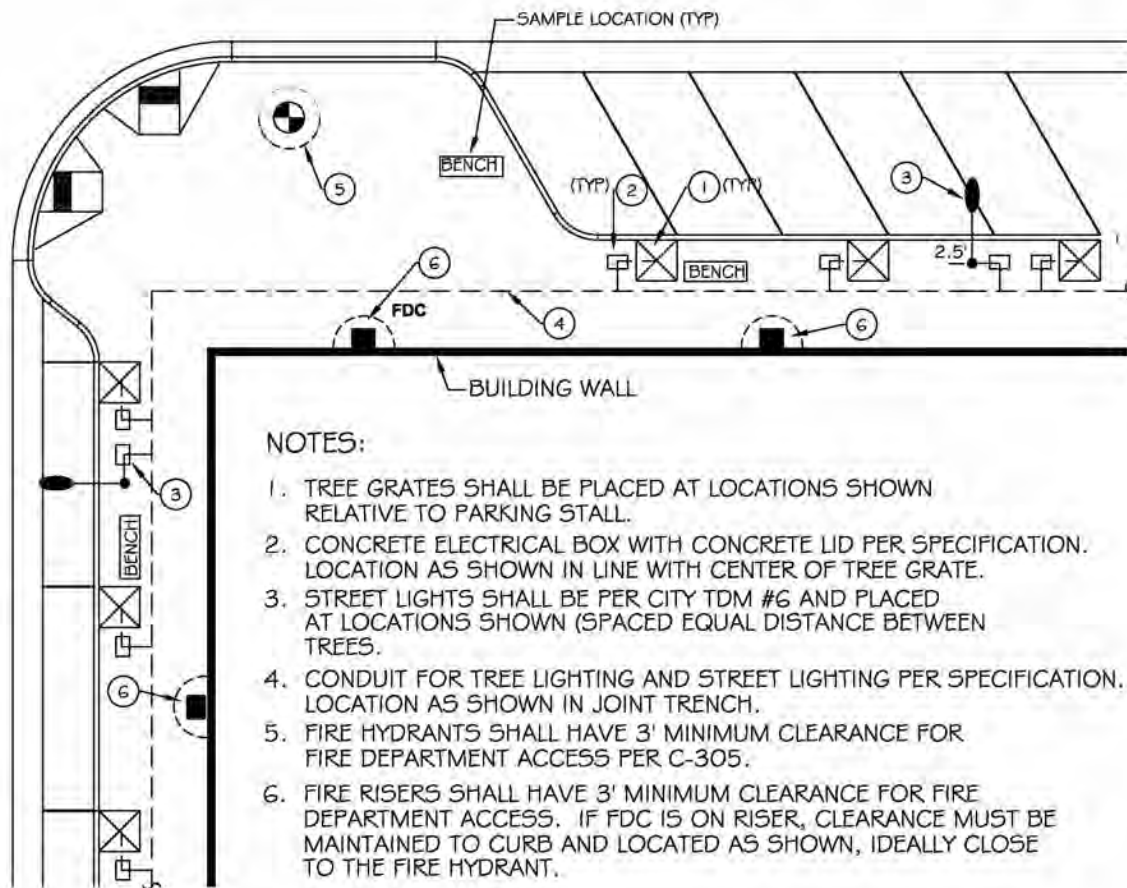 SAMPLE LOCATION (TYP)
5
BENCH
(TYP) 2
1 (TYP)
3
BENCH
2.5'
6
FDC
4
6
BUILDING WALL
3
BENCH
6
NOTES:
1. TREE GRATES SHALL BE PLACED AT LOCATIONS SHOWN
RELATIVE TO PARKING STALL.
2. CONCRETE ELECTRICAL BOX WITH CONCRETE LID PER SPECIFICATION.
LOCATION AS SHOWN IN LINE WITH CENTER OF TREE GRATE.
3. STREET LIGHTS SHALL BE PER CITY TDM #6 AND PLACED
AT LOCATIONS SHOWN (SPACED EQUAL DISTANCE BETWEEN
TREES.
4. CONDUIT FOR TREE LIGHTING AND STREET LIGHTING PER SPECIFICATION.
LOCATION AS SHOWN IN JOINT TRENCH.
5. FIRE HYDRANTS SHALL HAVE 3' MINIMUM CLEARANCE FOR
FIRE DEPARTMENT ACCESS PER C-305.
6. FIRE RISERS SHALL HAVE 3' MINIMUM CLEARANCE FOR FIRE
DEPARTMENT ACCESS. IF FDC IS ON RISER, CLEARANCE MUST BE
MAINTAINED TO CURB AND LOCATED AS SHOWN, IDEALLY CLOSE
TO THE FIRE HYDRANT.